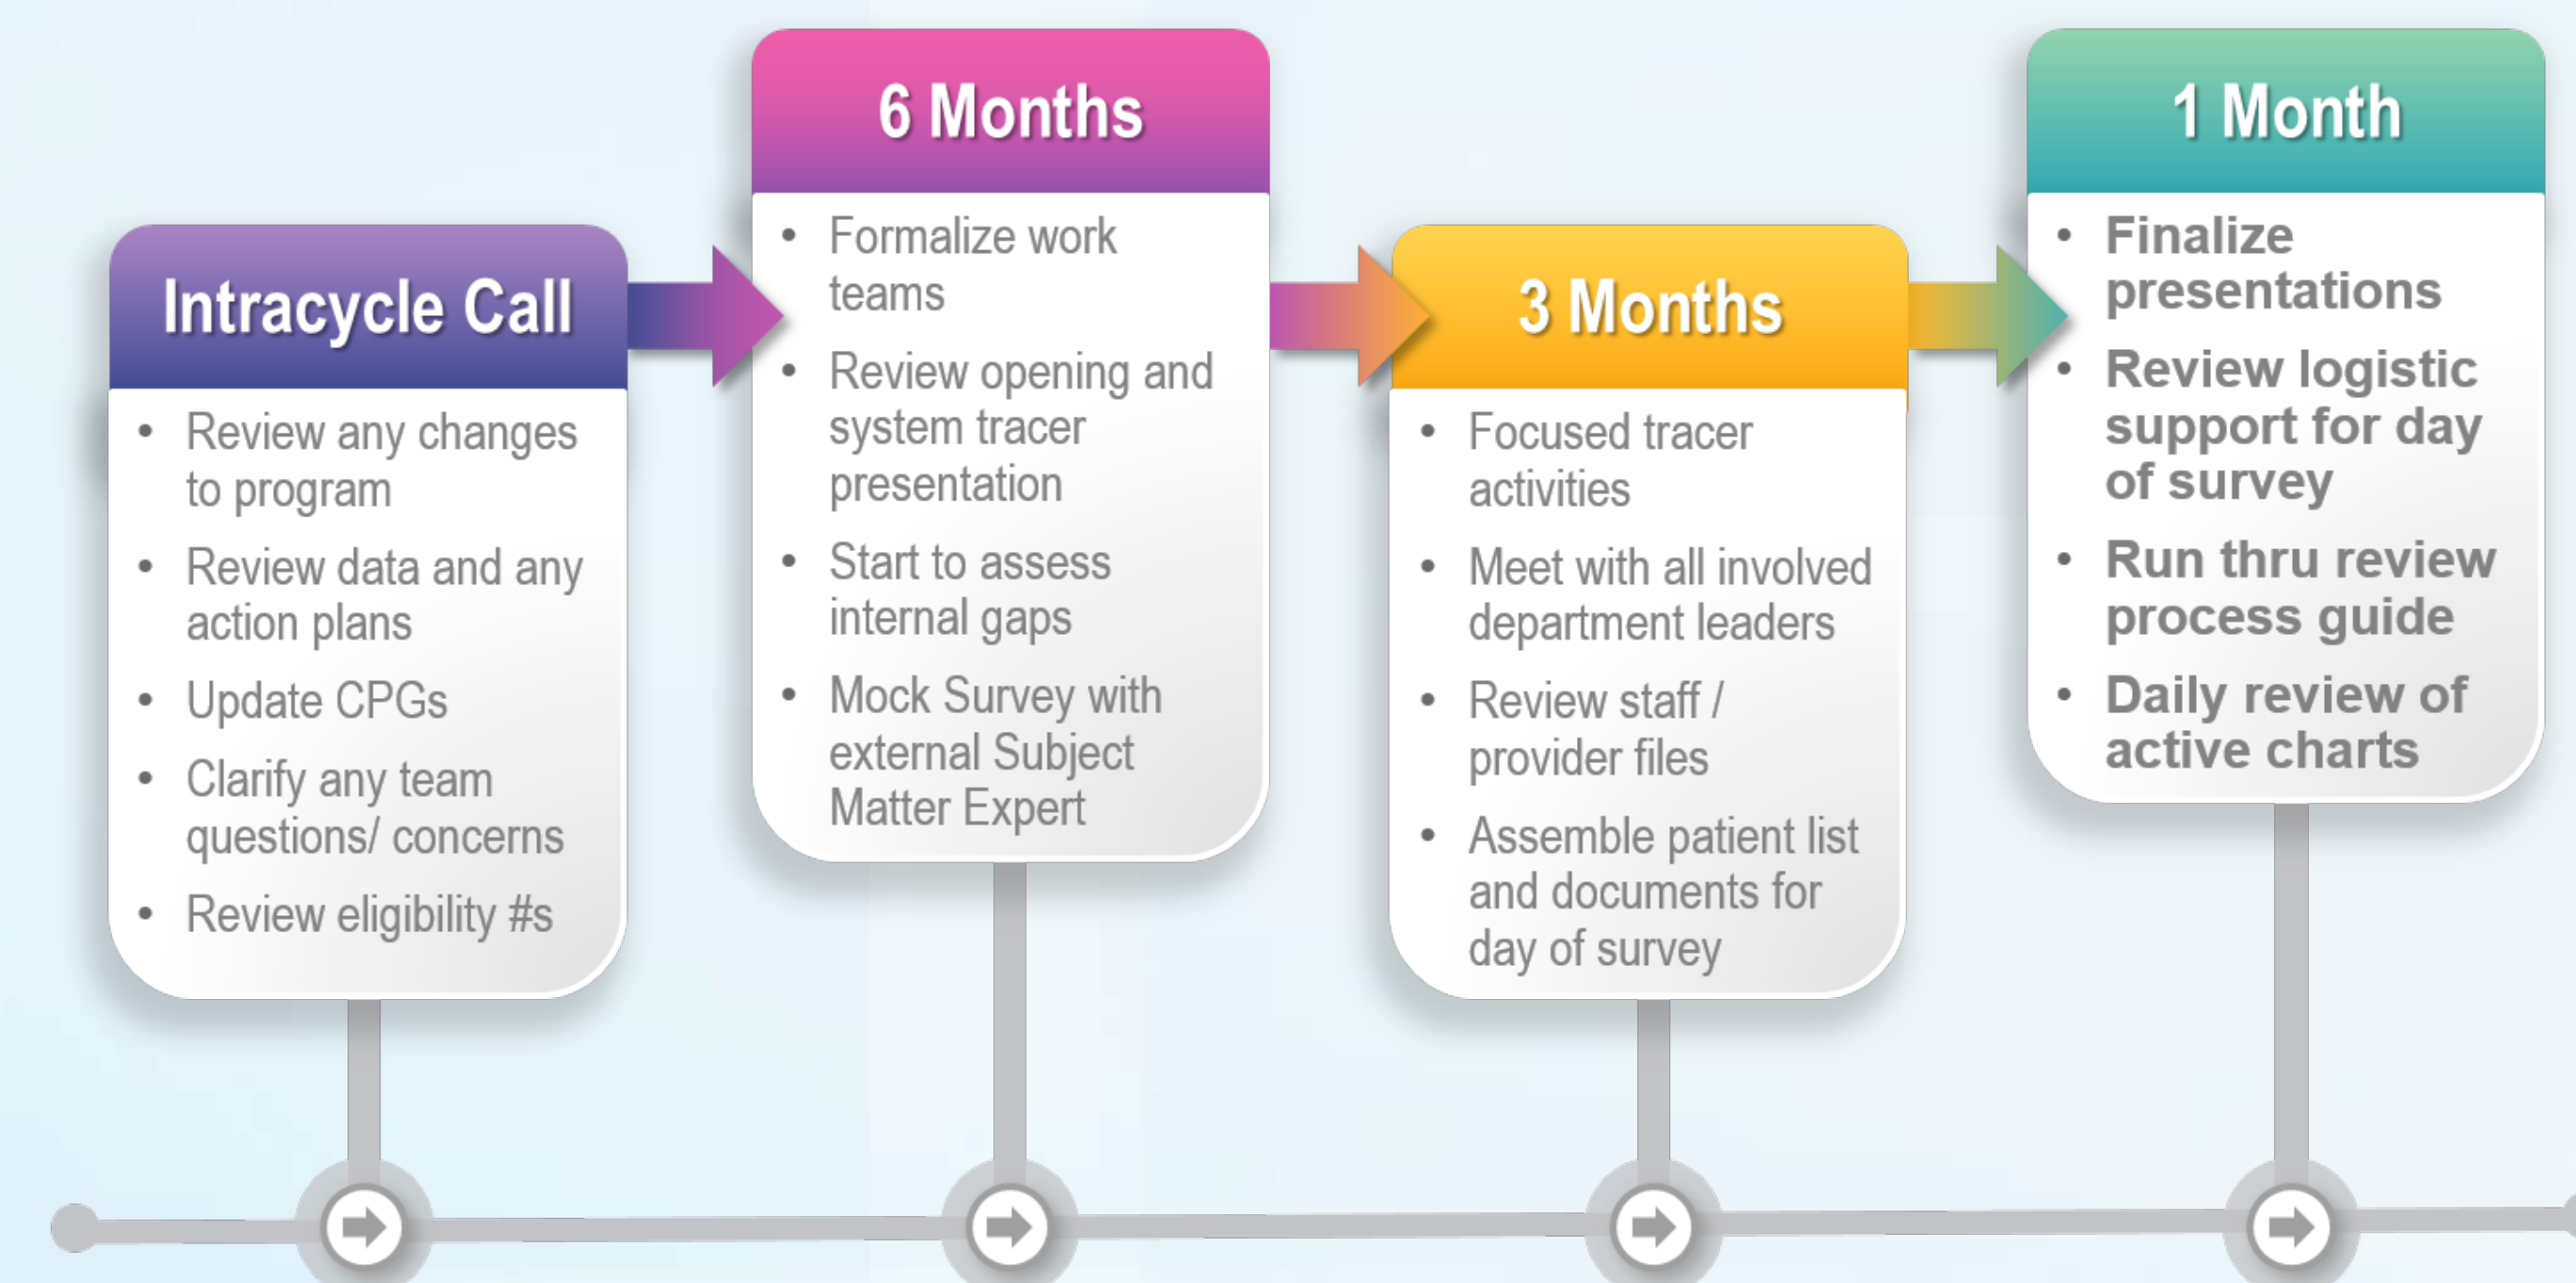 Intracycle Call
• Review any changes
to program
• Review data and any
action plans
• Update CPGs
• Clarify any team
questions/ concerns
• Review eligibility #s
6 Months
• Formalize work
teams
• Review opening and
system tracer
presentation
• Start to assess
internal gaps
• Mock Survey with
external Subject
Matter Expert
3 Months
• Focused tracer
activities
• Meet with all involved
department leaders
• Review staff /
provider files
• Assemble patient list
and documents for
day of survey
1 Month
• Finalize
presentations
• Review logistic
support for day
of survey
• Run thru review
process guide
• Daily review of
active charts